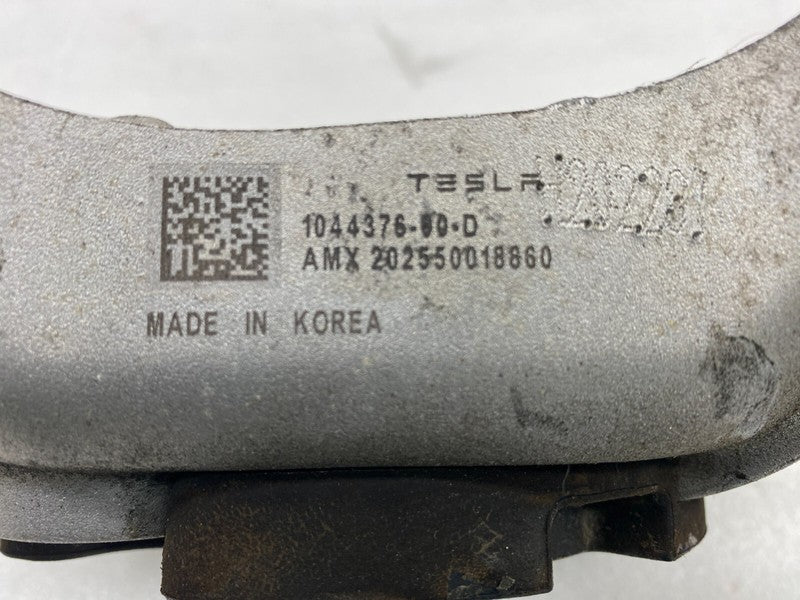 TESLA
1044376-00-D
AMX 202550018860
MADE IN KOREA